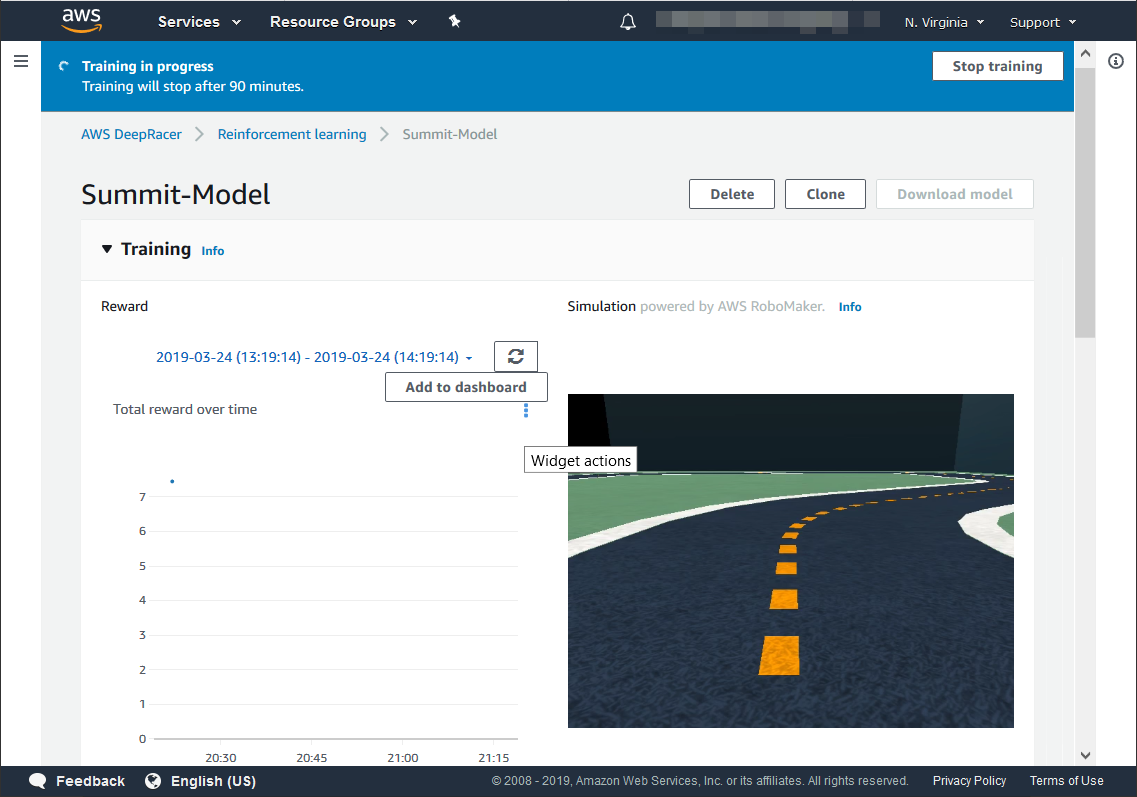 aws Services Resource Groups N. Virginia Support
Training in progress
Training will stop after 90 minutes.
Stop training
AWS DeepRacer Reinforcement learning Summit-Model
Summit-Model
Delete Clone Download model
Training Info
Reward
2019-03-24 (13:19:14) - 2019-03-24 (14:19:14)
Add to dashboard
Total reward over time
Widget actions
7
6
5
4
3
2
1
0
20:30 20:45 21:00 21:15
Simulation powered by AWS RoboMaker. Info
Feedback English (US) © 2008 - 2019, Amazon Web Services, Inc. or its affiliates. All rights reserved. Privacy Policy Terms of Use